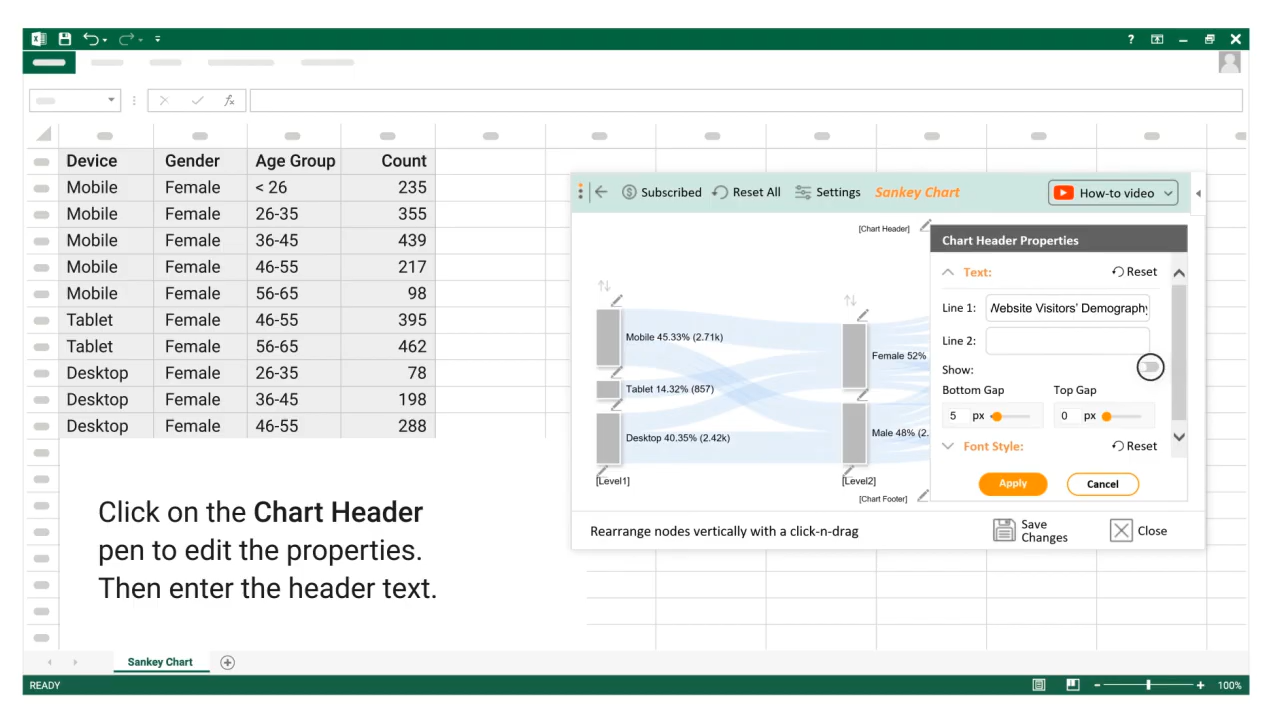 ?
fx
Device Gender Age Group Count
Mobile Female < 26 235
Mobile Female 26-35 355
Mobile Female 36-45 439
Mobile Female 46-55 217
Mobile Female 56-65 98
Tablet Female 46-55 395
Tablet Female 56-65 462
Desktop Female 26-35 78
Desktop Female 36-45 198
Desktop Female 46-55 288
Click on the Chart Header
pen to edit the properties.
Then enter the header text.
Subscribed Reset All Settings Sankey Chart How-to video
[Chart Header]
Mobile 45.33% (2.71k)
Tablet 14.32% (857)
Desktop 40.35% (2.42k)
[Level1]
Female 52%
Male 48% (2.
[Level2]
[Chart Footer]
Chart Header Properties
Text: Reset
Line 1: Website Visitors' Demography
Line 2:
Show:
Bottom Gap Top Gap
5 px 0 px
Font Style: Reset
Apply Cancel
Rearrange nodes vertically with a click-n-drag
Save
Changes
Close
Sankey Chart
READY
100%